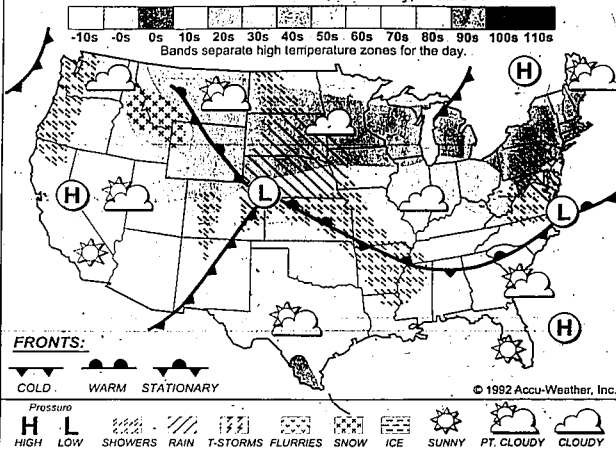 -10s -0s 0s 10s 20s 30s 40s 50s 60s 70s 80s 90s 100s 110s
Bands separate high temperature zones for the day.
H
H
L
L
H
FRONTS:
COLD WARM STATIONARY
© 1992 Accu-Weather, Inc.
Pressure
H L
HIGH LOW SHOWERS RAIN T-STORMS FLURRIES SNOW ICE SUNNY PT. CLOUDY CLOUDY